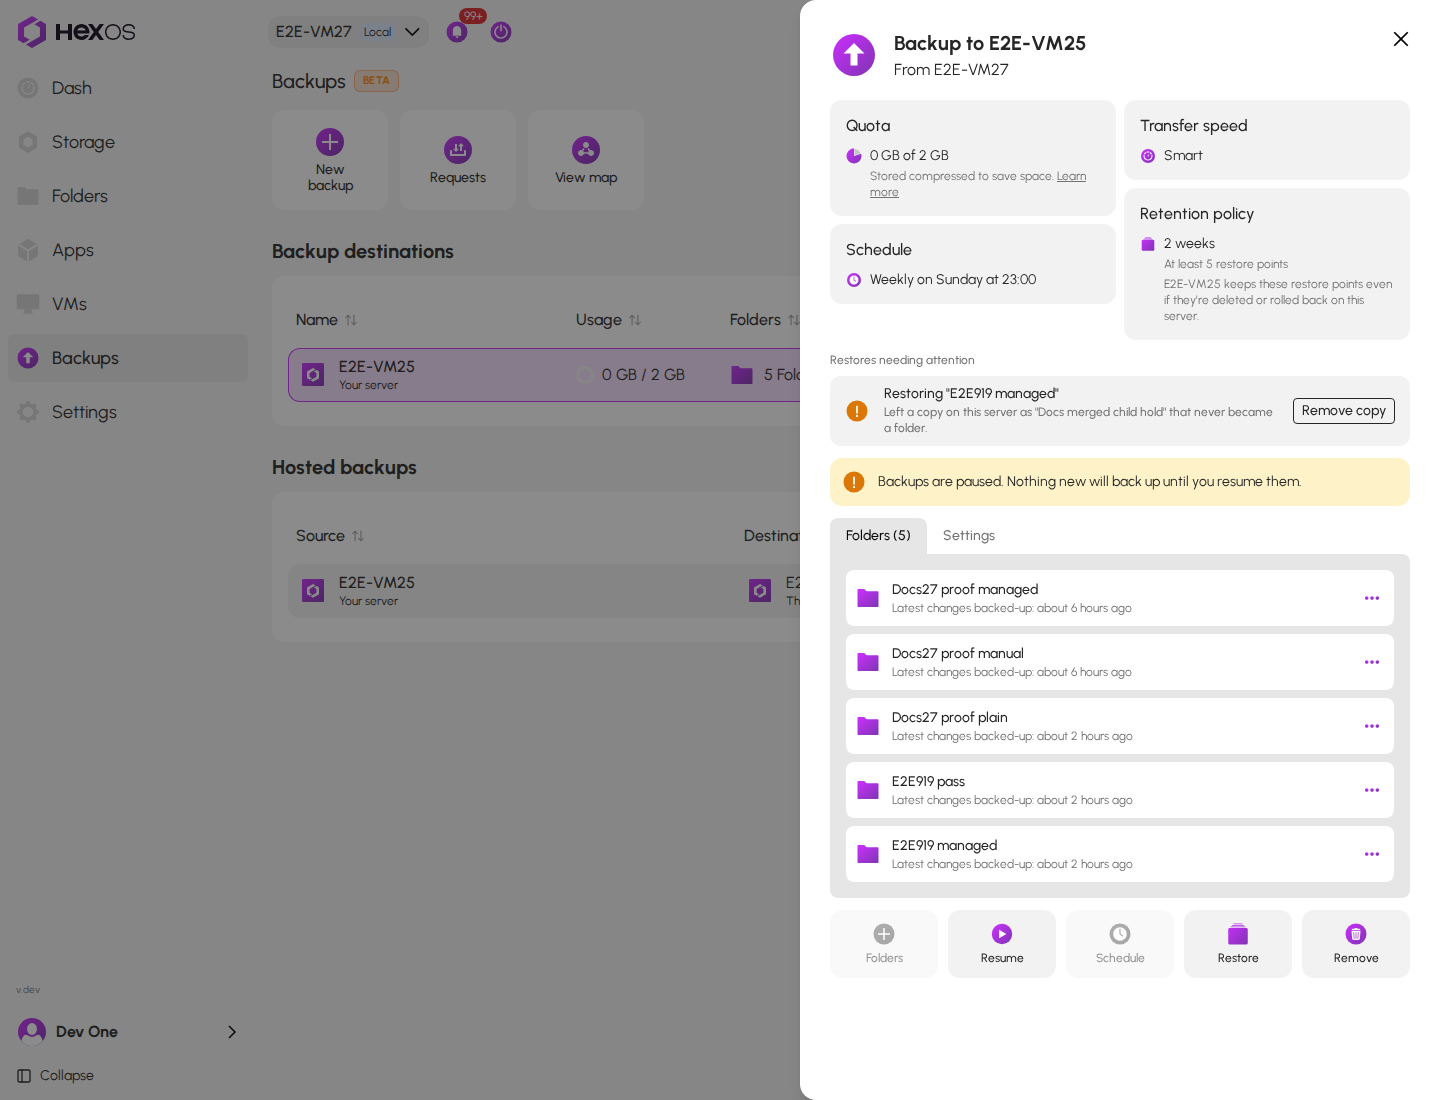 HEXOS
E2E-VM27 Local
99+
Dash
Storage
Folders
Apps
VMs
Backups
Settings
v.dev
Dev One
Collapse
Backups BETA
New
backup
Requests
View map
Backup destinations
Name Usage Folders
E2E-VM25
Your server
0 GB / 2 GB
5
Hosted backups
Source
E2E-VM25
Your server
Backup to E2E-VM25
From E2E-VM27
Quota
0 GB of 2 GB
Stored compressed to save space. Learn
more
Schedule
Weekly on Sunday at 23:00
Transfer speed
Smart
Retention policy
2 weeks
At least 5 restore points
E2E-VM25 keeps these restore points even
if they're deleted or rolled back on this
server.
Restores needing attention
Restoring "E2E919 managed"
Left a copy on this server as "Docs merged child hold" that never became
a folder.
Remove copy
Backups are paused. Nothing new will back up until you resume them.
Folders (5) Settings
Docs27 proof managed
Latest changes backed-up: about 6 hours ago
Docs27 proof manual
Latest changes backed-up: about 6 hours ago
Docs27 proof plain
Latest changes backed-up: about 2 hours ago
E2E919 pass
Latest changes backed-up: about 2 hours ago
E2E919 managed
Latest changes backed-up: about 2 hours ago
Folders
Resume
Schedule
Restore
Remove